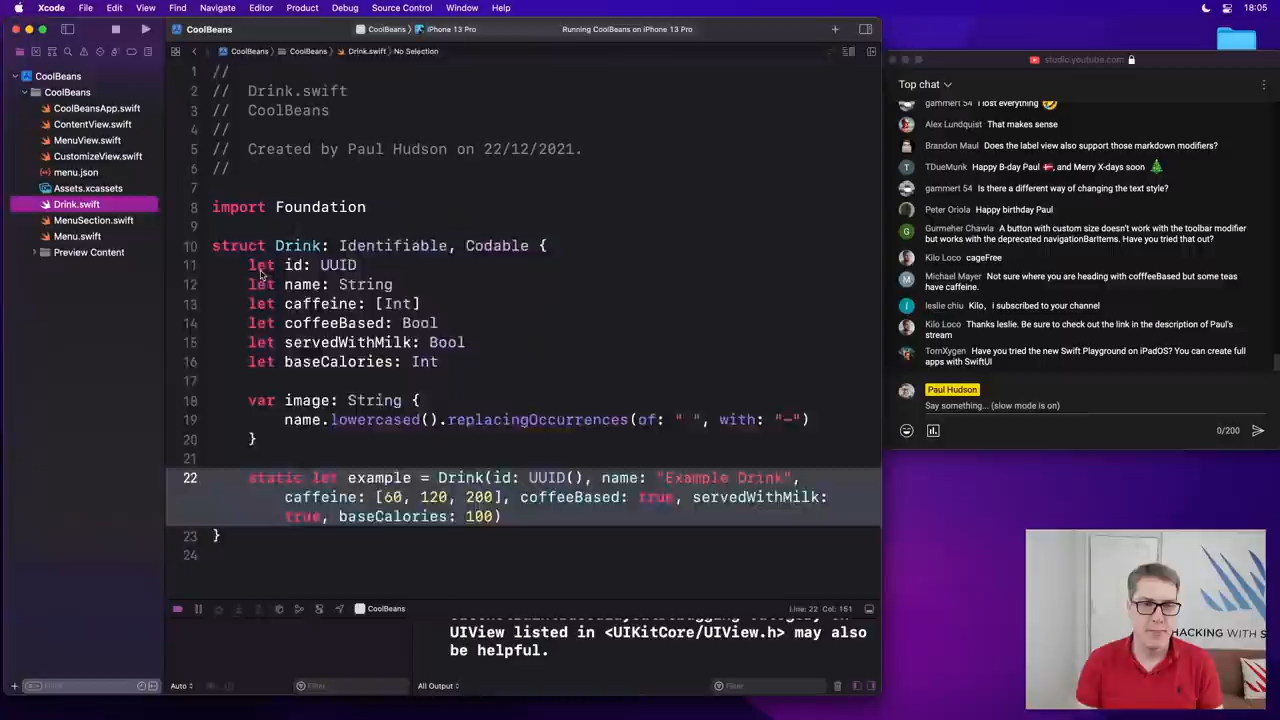 Xcode File Edit View Find Navigate Editor Product Debug Source Control Window Help
18:05
CoolBeans
CoolBeans
iPhone 13 Pro
Running CoolBeans on iPhone 13 Pro
CoolBeans
CoolBeans
Drink.swift
No Selection
CoolBeans
CoolBeans
CoolBeansApp.swift
ContentView.swift
MenuView.swift
CustomizeView.swift
menu.json
Assets.xcassets
Drink.swift
MenuSection.swift
Menu.swift
Preview Content
1 //
2 // Drink.swift
3 // CoolBeans
4 //
5 // Created by Paul Hudson on 22/12/2021.
6 //
7
8 import Foundation
9
10 struct Drink: Identifiable, Codable {
11 let id: UUID
12 let name: String
13 let caffeine: [Int]
14 let coffeeBased: Bool
15 let servedWithMilk: Bool
16 let baseCalories: Int
17
18 var image: String {
19 name.lowercased().replacingOccurrences(of: " ", with: "-")
20 }
21
22 static let example = Drink(id: UUID(), name: "Example Drink",
caffeine: [60, 120, 200], coffeeBased: true, servedWithMilk:
true, baseCalories: 100)
23 }
24
CoolBeans
Line: 22 Col: 151
UIView listed in <UIKitCore/UIView.h> may also
be helpful.
Auto
Filter
All Output
Filter
studio.youtube.com
Top chat
gammert 54 I lost everything 🤣
Alex Lundquist That makes sense
Brandon Maul Does the label view also support those markdown modifiers?
TDueMunk Happy B-day Paul 🇩🇰, and Merry X-days soon 🎄
gammert 54 Is there a different way of changing the text style?
Peter Oriola Happy birthday Paul
Gurmeher Chawla A button with custom size doesn't work with the toolbar modifier
but works with the deprecated navigationBarItems. Have you tried that out?
Kilo Loco cageFree
Michael Mayer Not sure where you are heading with cofffeeBased but some teas
have caffeine.
leslie chiu Kilo, i subscribed to your channel
Kilo Loco Thanks leslie. Be sure to check out the link in the description of Paul's
stream
TomXygen Have you tried the new Swift Playground on iPadOS? You can create full
apps with SwiftUI
Paul Hudson
Say something... (slow mode is on)
0/200
HACKING WITH S